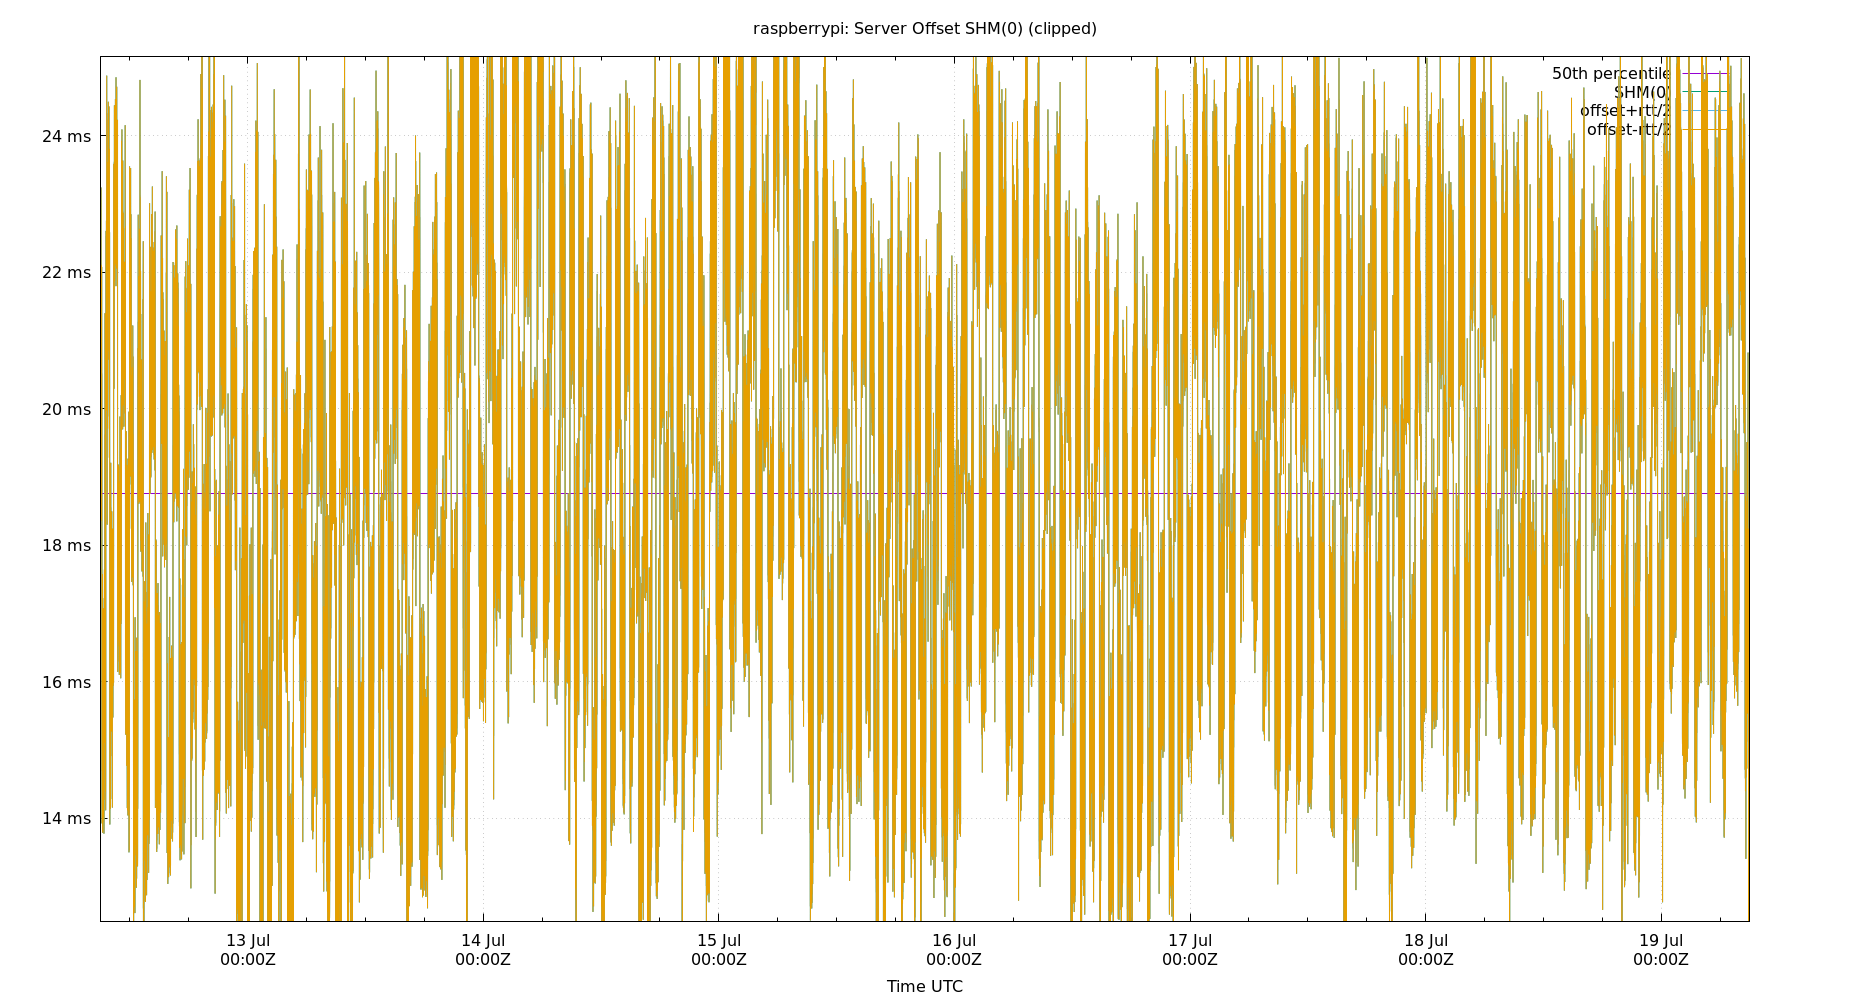 raspberrypi: Server Offset SHM(0) (clipped)
50th percentile
SHM(0)
offset+rtt/2
offset-rtt/2
24 ms
22 ms
20 ms
18 ms
16 ms
14 ms
13 Jul 14 Jul 15 Jul 16 Jul 17 Jul 18 Jul 19 Jul
00:00Z 00:00Z 00:00Z 00:00Z 00:00Z 00:00Z 00:00Z
Time UTC